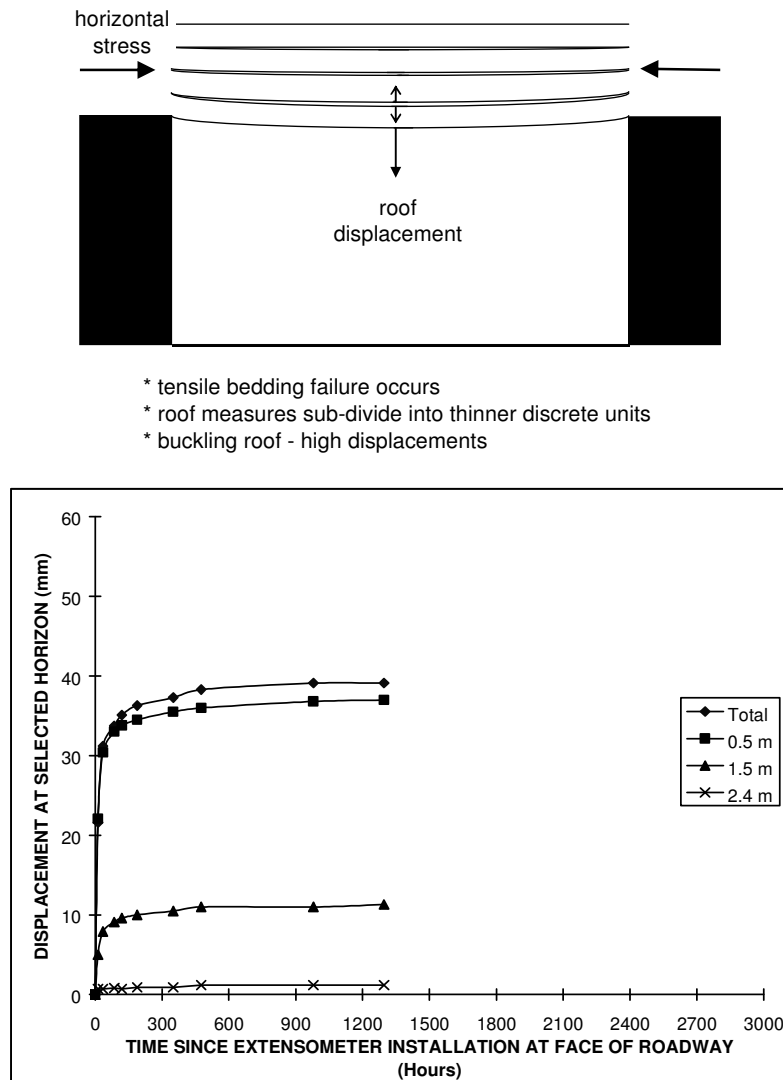 horizontal
stress
roof
displacement
* tensile bedding failure occurs
* roof measures sub-divide into thinner discrete units
* buckling roof - high displacements
DISPLACEMENT AT SELECTED HORIZON (mm)
60
50
40
30
20
10
0
Total
0.5 m
1.5 m
2.4 m
0 300 600 900 1200 1500 1800 2100 2400 2700 3000
TIME SINCE EXTENSOMETER INSTALLATION AT FACE OF ROADWAY
(Hours)